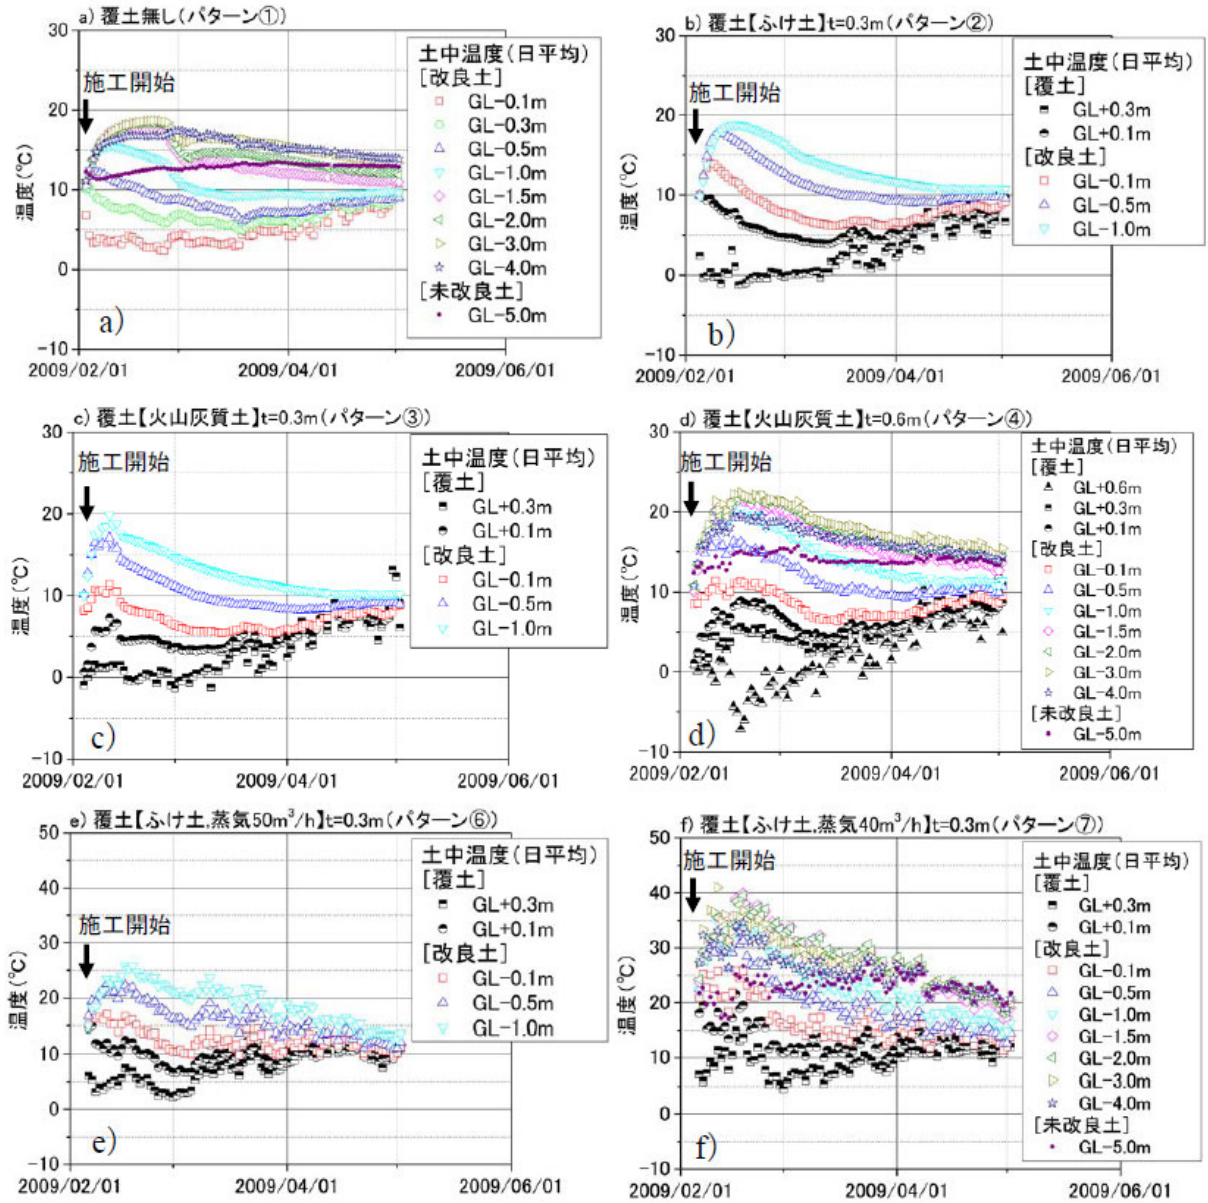 a) 覆土無し(パターン①)
30
20
10
0
-10
温度(℃)
施工開始
土中温度(日平均)
[改良土]
GL-0.1m
GL-0.3m
GL-0.5m
GL-1.0m
GL-1.5m
GL-2.0m
GL-3.0m
GL-4.0m
[未改良土]
GL-5.0m
a)
2009/02/01
2009/04/01
2009/06/01
b) 覆土【ふけ土】t=0.3m(パターン②)
30
20
10
0
-10
温度(℃)
施工開始
土中温度(日平均)
[覆土]
GL+0.3m
GL+0.1m
[改良土]
GL-0.1m
GL-0.5m
GL-1.0m
b)
2009/02/01
2009/04/01
2009/06/01
c) 覆土【火山灰質土】t=0.3m(パターン③)
30
20
10
0
-10
温度(℃)
施工開始
土中温度(日平均)
[覆土]
GL+0.3m
GL+0.1m
[改良土]
GL-0.1m
GL-0.5m
GL-1.0m
c)
2009/02/01
2009/04/01
2009/06/01
d) 覆土【火山灰質土】t=0.6m(パターン④)
30
20
10
0
-10
温度(℃)
施工開始
土中温度(日平均)
[覆土]
GL+0.6m
GL+0.3m
GL+0.1m
[改良土]
GL-0.1m
GL-0.5m
GL-1.0m
GL-1.5m
GL-2.0m
GL-3.0m
GL-4.0m
[未改良土]
GL-5.0m
d)
2009/02/01
2009/04/01
2009/06/01
e) 覆土【ふけ土,蒸気50m³/h】t=0.3m(パターン⑥)
50
40
30
20
10
0
-10
温度(℃)
施工開始
土中温度(日平均)
[覆土]
GL+0.3m
GL+0.1m
[改良土]
GL-0.1m
GL-0.5m
GL-1.0m
e)
2009/02/01
2009/04/01
2009/06/01
f) 覆土【ふけ土,蒸気40m³/h】t=0.3m(パターン⑦)
50
40
30
20
10
0
-10
温度(℃)
施工開始
土中温度(日平均)
[覆土]
GL+0.3m
GL+0.1m
[改良土]
GL-0.1m
GL-0.5m
GL-1.0m
GL-1.5m
GL-2.0m
GL-3.0m
GL-4.0m
[未改良土]
GL-5.0m
f)
2009/02/01
2009/04/01
2009/06/01